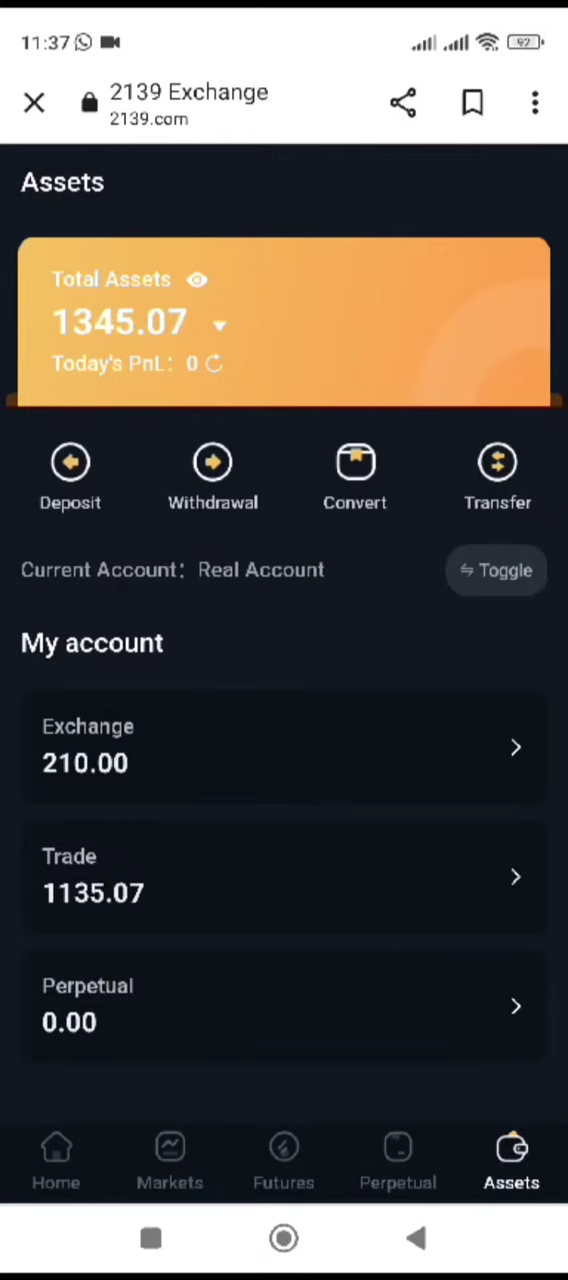 11:37
92
2139 Exchange
2139.com
Assets
Total Assets
1345.07
Today's PnL: 0
Deposit
Withdrawal
Convert
Transfer
Current Account: Real Account
⇋ Toggle
My account
Exchange
210.00
Trade
1135.07
Perpetual
0.00
Home
Markets
Futures
Perpetual
Assets